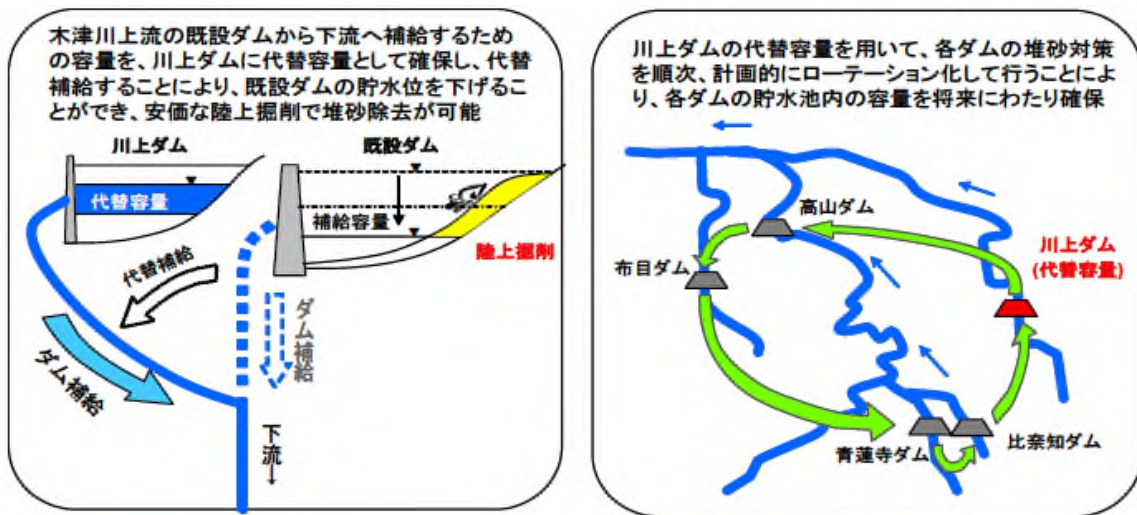 木津川上流の既設ダムから下流へ補給するため
の容量を、川上ダムに代替容量として確保し、代替
補給することにより、既設ダムの貯水位を下げるこ
とができ、安価な陸上掘削で堆砂除去が可能
川上ダム
既設ダム
代替容量
補給容量
陸上掘削
代替補給
ダム補給
ダム補給
下流→
川上ダムの代替容量を用いて、各ダムの堆砂対策
を順次、計画的にローテーション化して行うことによ
り、各ダムの貯水池内の容量を将来にわたり確保
高山ダム
川上ダム
(代替容量)
布目ダム
青蓮寺ダム
比奈知ダム